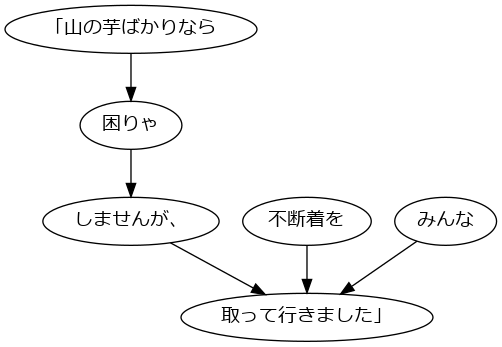 「山の芋ばかりなら
困りゃ
しませんが、
不断着を
みんな
取って行きました」